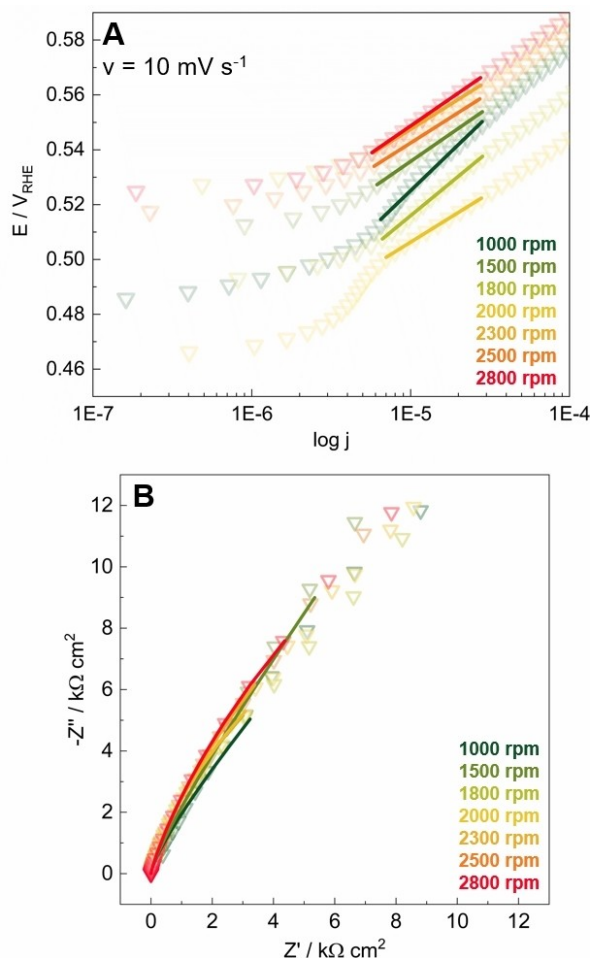 A
v = 10 mV s⁻¹
E / V_RHE
0.58
0.56
0.54
0.52
0.50
0.48
0.46
1000 rpm
1500 rpm
1800 rpm
2000 rpm
2300 rpm
2500 rpm
2800 rpm
1E-7
1E-6
1E-5
1E-4
log j
B
-Z'' / kΩ cm²
12
10
8
6
4
2
0
1000 rpm
1500 rpm
1800 rpm
2000 rpm
2300 rpm
2500 rpm
2800 rpm
0
2
4
6
8
10
12
Z' / kΩ cm²